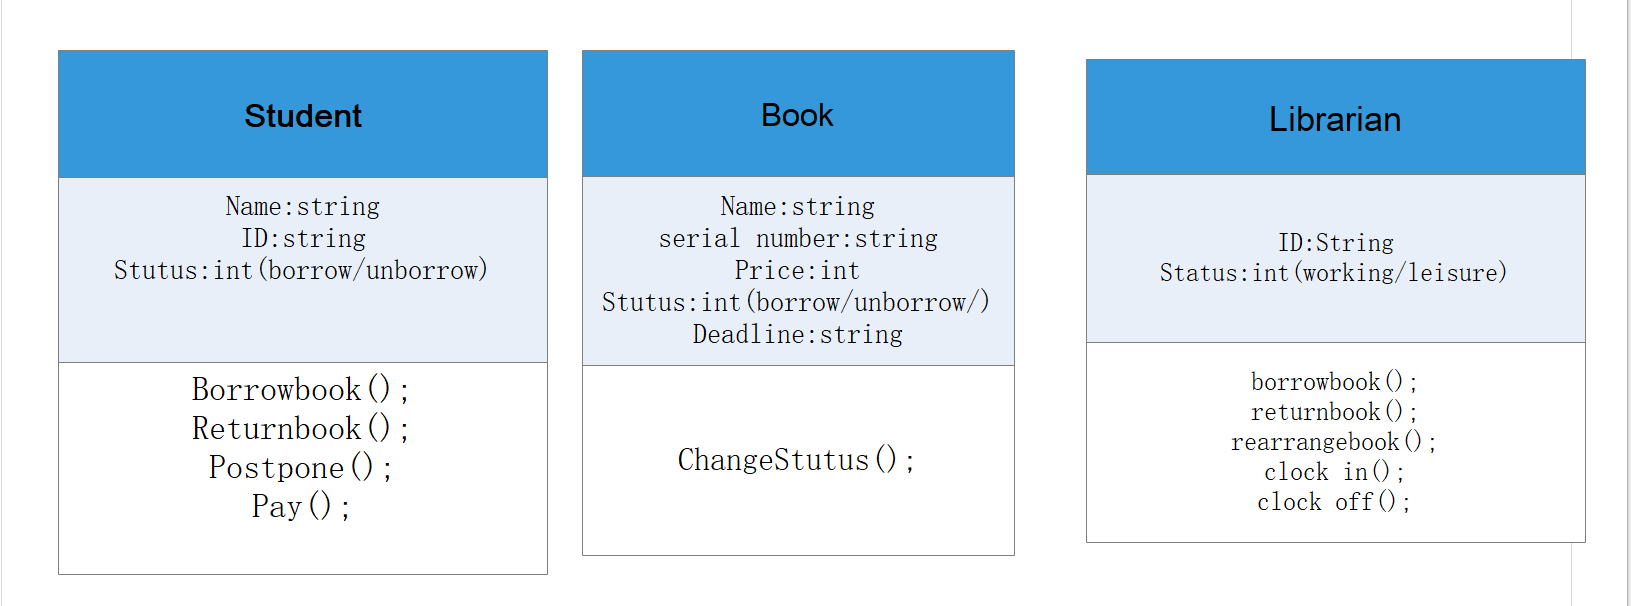 Student
Name:string
ID:string
Stutus:int(borrow/unborrow)
Borrowbook();
Returnbook();
Postpone();
Pay();
Book
Name:string
serial number:string
Price:int
Stutus:int(borrow/unborrow/)
Deadline:string
ChangeStutus();
Librarian
ID:String
Status:int(working/leisure)
borrowbook();
returnbook();
rearrangebook();
clock in();
clock off();